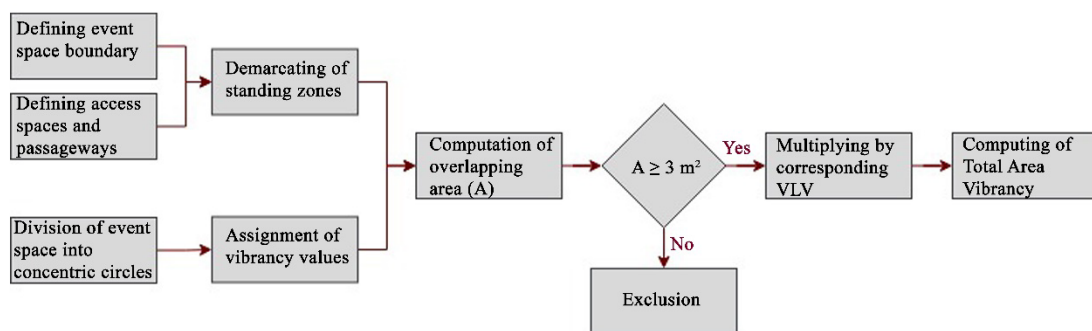 Defining event
space boundary
Defining access
spaces and
passageways
Demarcating of
standing zones
Division of event
space into
concentric circles
Assignment of
vibrancy values
Computation of
overlapping
area (A)
A ≥ 3 m²
Yes
No
Exclusion
Multiplying by
corresponding
VLV
Computing of
Total Area
Vibrancy